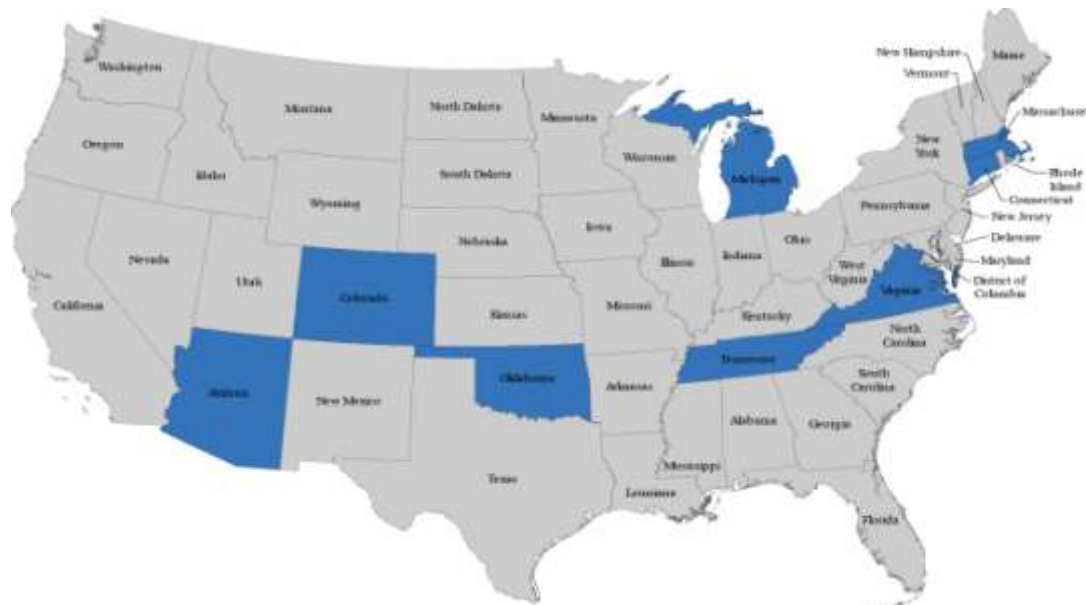 New Hampshire
Maine
Vermont
Washington
Montana
North Dakota
Minnesota
Massachuse
Oregon
New
York
Wisconsin
Idaho
South Dakota
Michigan
Rhode
Island
Wyoming
Connecticut
Pennsylvania
Iowa
New Jersey
Nebraska
Ohio
Delaware
Nevada
Utah
Illinois
Indiana
West
Virginia
Maryland
District of
Columbia
California
Colorado
Kansas
Missouri
Virginia
Kentucky
North
Carolina
Tennessee
Arizona
New Mexico
Oklahoma
Arkansas
South
Carolina
Alabama
Georgia
Mississippi
Texas
Louisiana
Florida